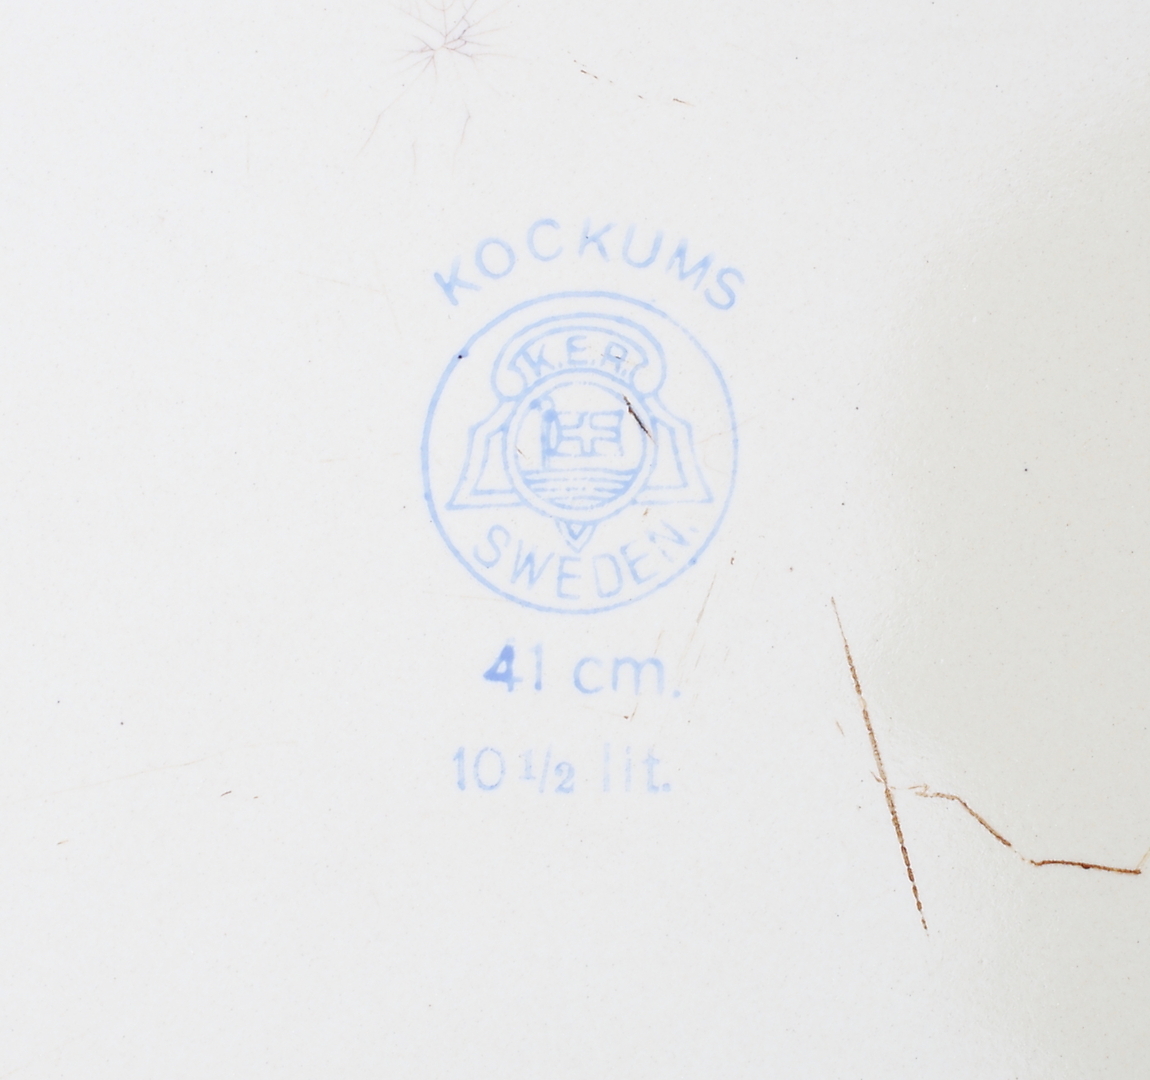 KOCKUMS
K.E.R.
SWEDEN.
41 cm.
10 1/2 lit.